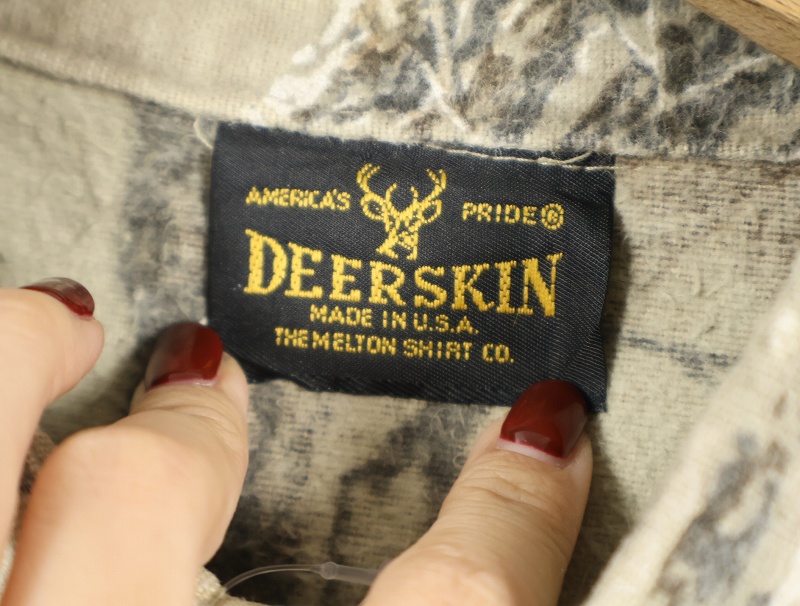 AMERICA'S PRIDE®
DEERSKIN
MADE IN U.S.A.
THE MELTON SHIRT CO.